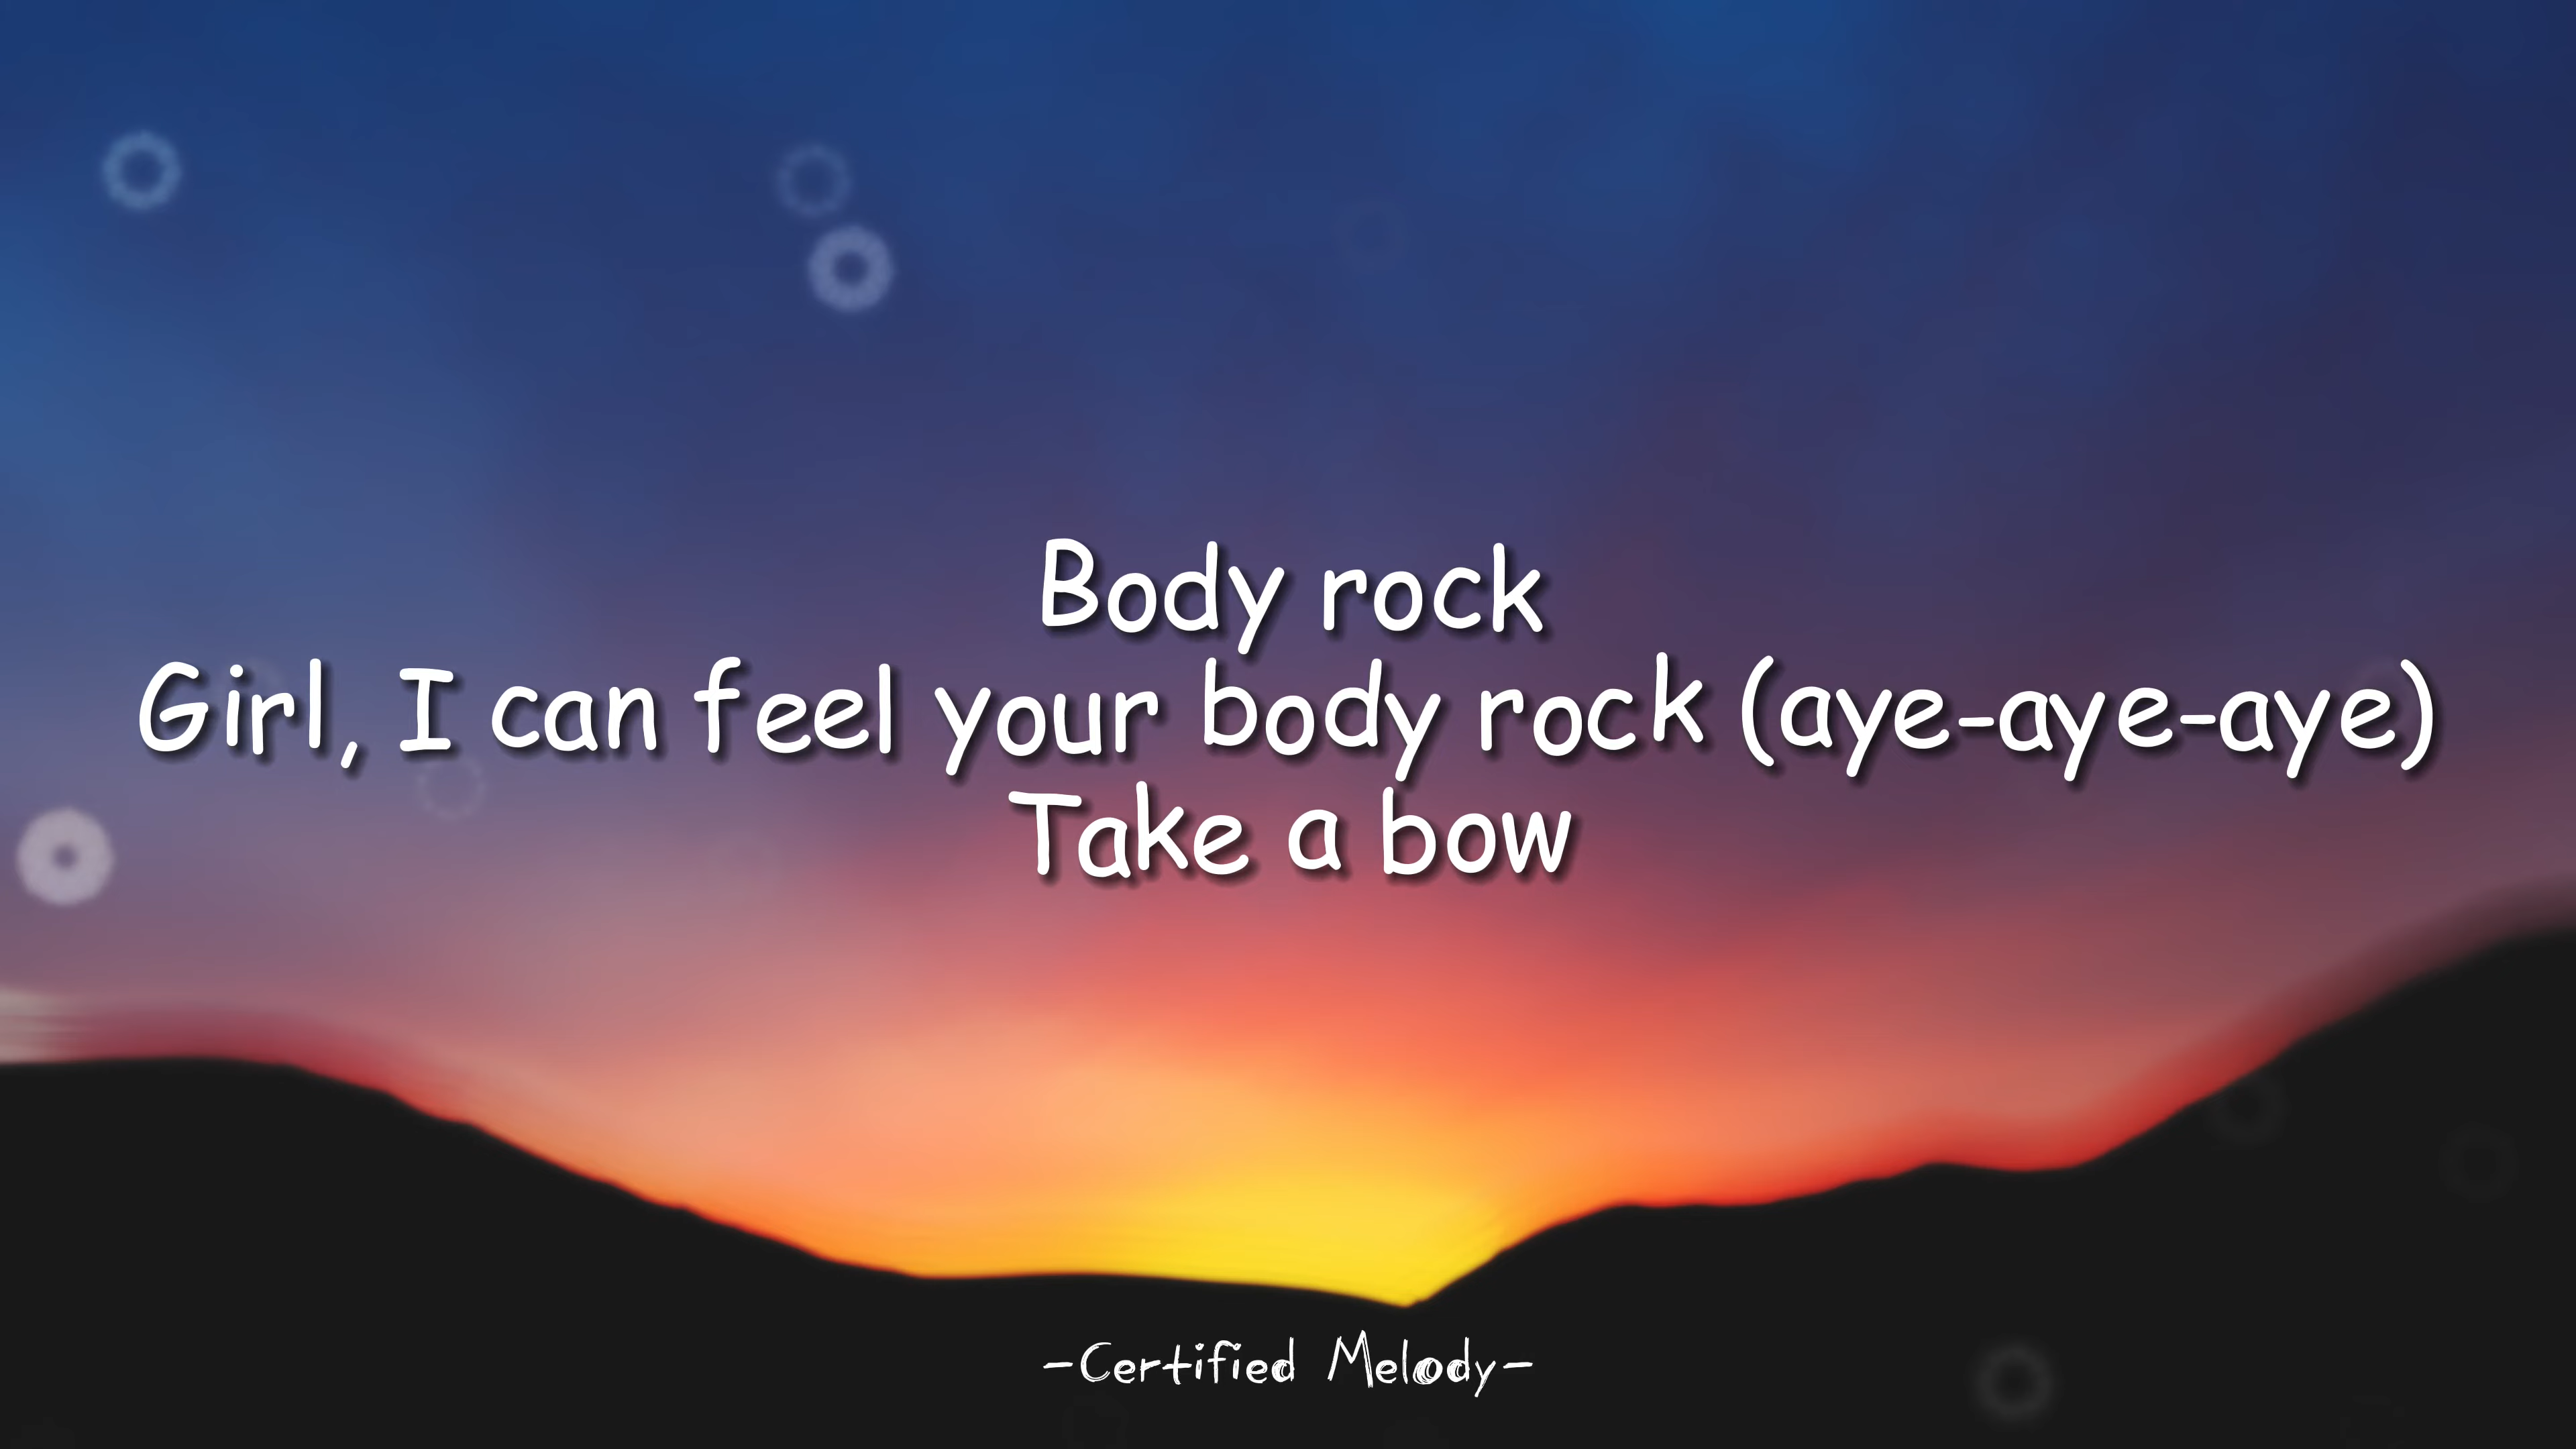 Body rock
Girl, I can feel your body rock (aye-aye-aye)
Take a bow
-Certified Melody-